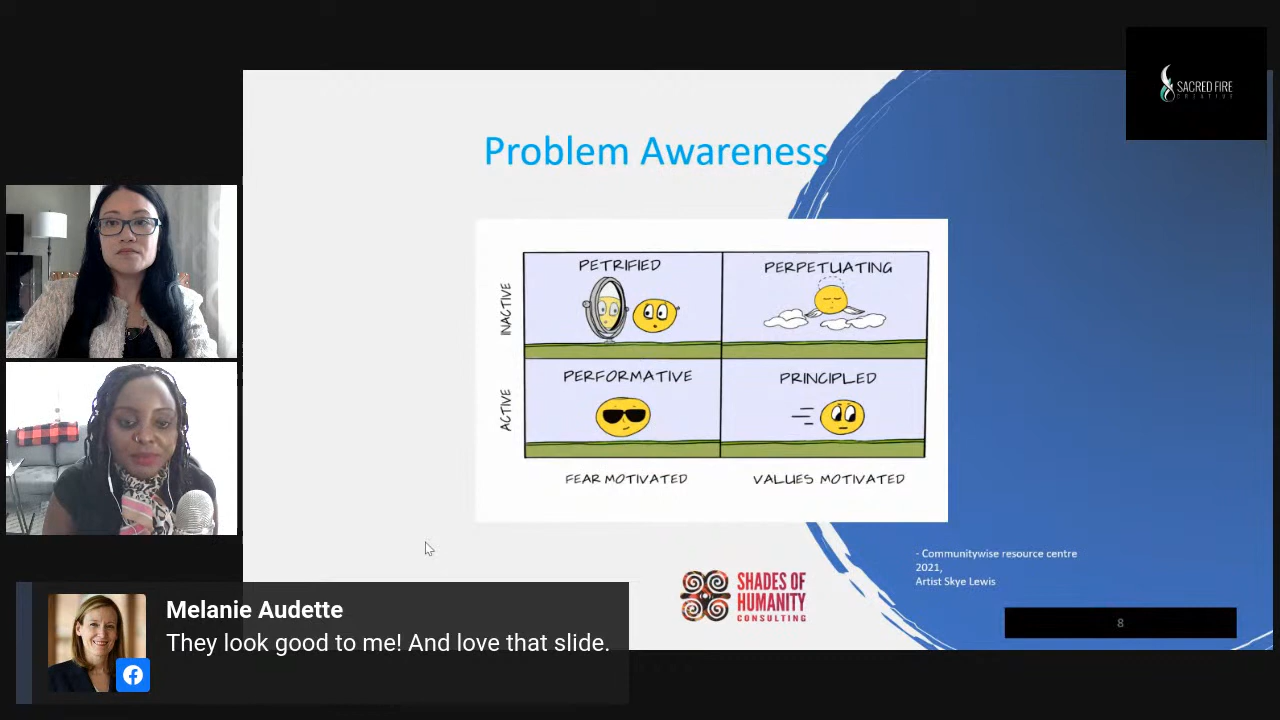 SACRED FIRE
CREATIVE
Problem Awareness
PETRIFIED
PERPETUATING
INACTIVE
PERFORMATIVE
PRINCIPLED
ACTIVE
FEAR MOTIVATED
VALUES MOTIVATED
- Communitywise resource centre
2021,
Artist Skye Lewis
SHADES OF
HUMANITY
CONSULTING
8
Melanie Audette
They look good to me! And love that slide.